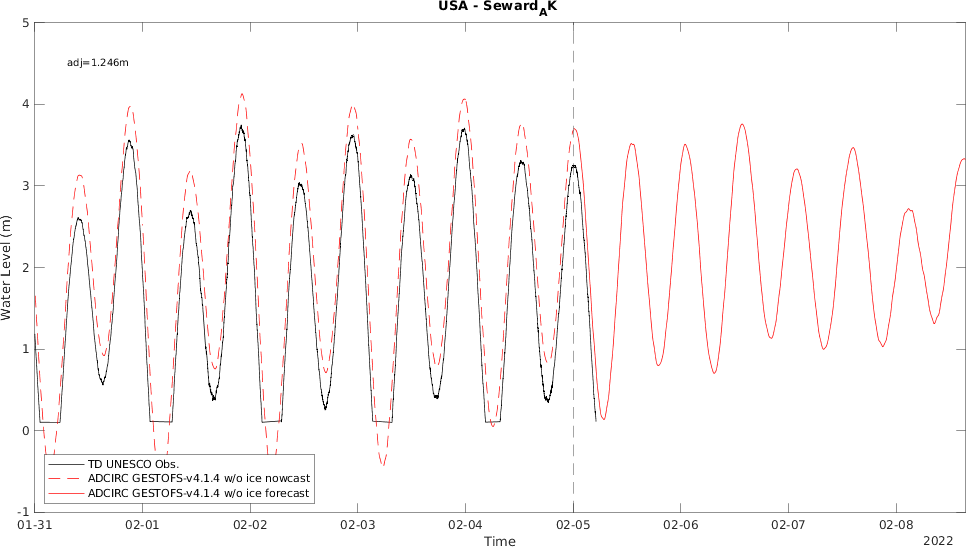 USA - Seward_AK
5
adj=1.246m
4
3
2
1
0
-1
Water Level (m)
TD UNESCO Obs.
ADCIRC GESTOFS-v4.1.4 w/o ice nowcast
ADCIRC GESTOFS-v4.1.4 w/o ice forecast
01-31 02-01 02-02 02-03 02-04 02-05 02-06 02-07 02-08
Time
2022